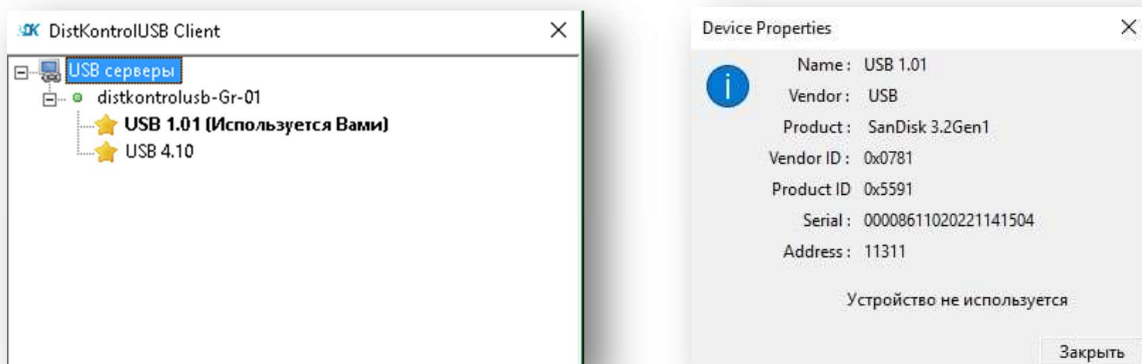 DK DistKontrolUSB Client
USB серверы
distkontrolusb-Gr-01
USB 1.01 (Используется Вами)
USB 4.10
Device Properties
Name : USB 1.01
Vendor : USB
Product : SanDisk 3.2Gen1
Vendor ID : 0x0781
Product ID 0x5591
Serial : 00008611020221141504
Address : 11311
Устройство не используется
Закрыть